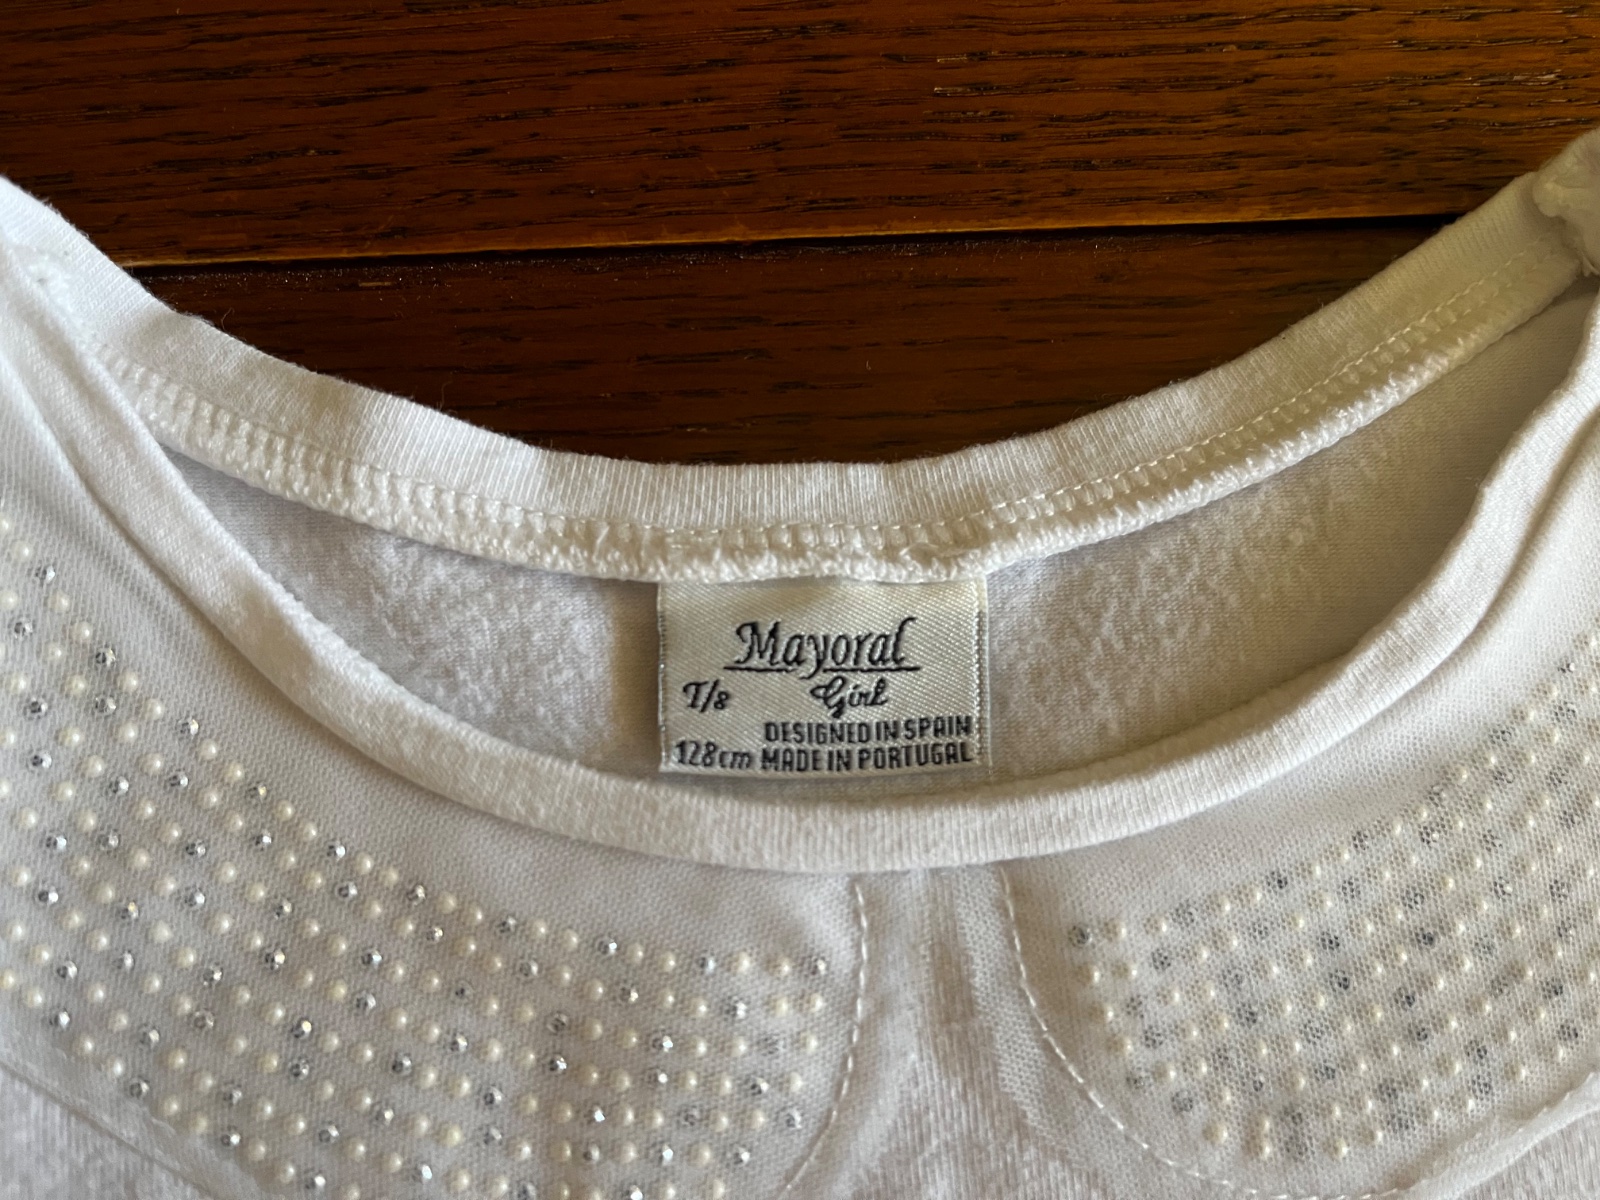 Mayoral
T/8 Girl
DESIGNED IN SPAIN
128cm MADE IN PORTUGAL